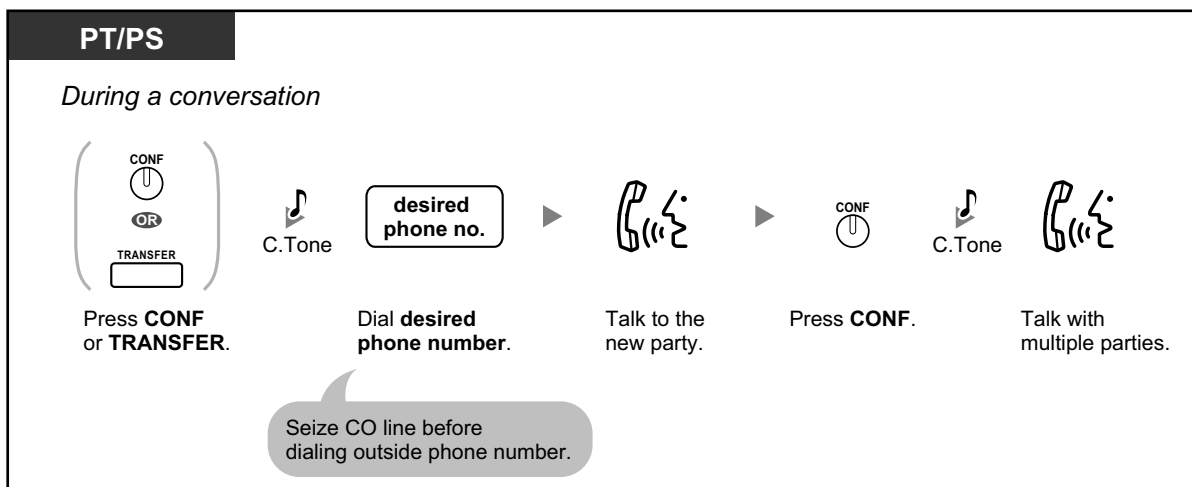 PT/PS
During a conversation
CONF
OR
TRANSFER
C.Tone
desired
phone no.
CONF
C.Tone
Press CONF
or TRANSFER.
Dial desired
phone number.
Talk to the
new party.
Press CONF.
Talk with
multiple parties.
Seize CO line before
dialing outside phone number.